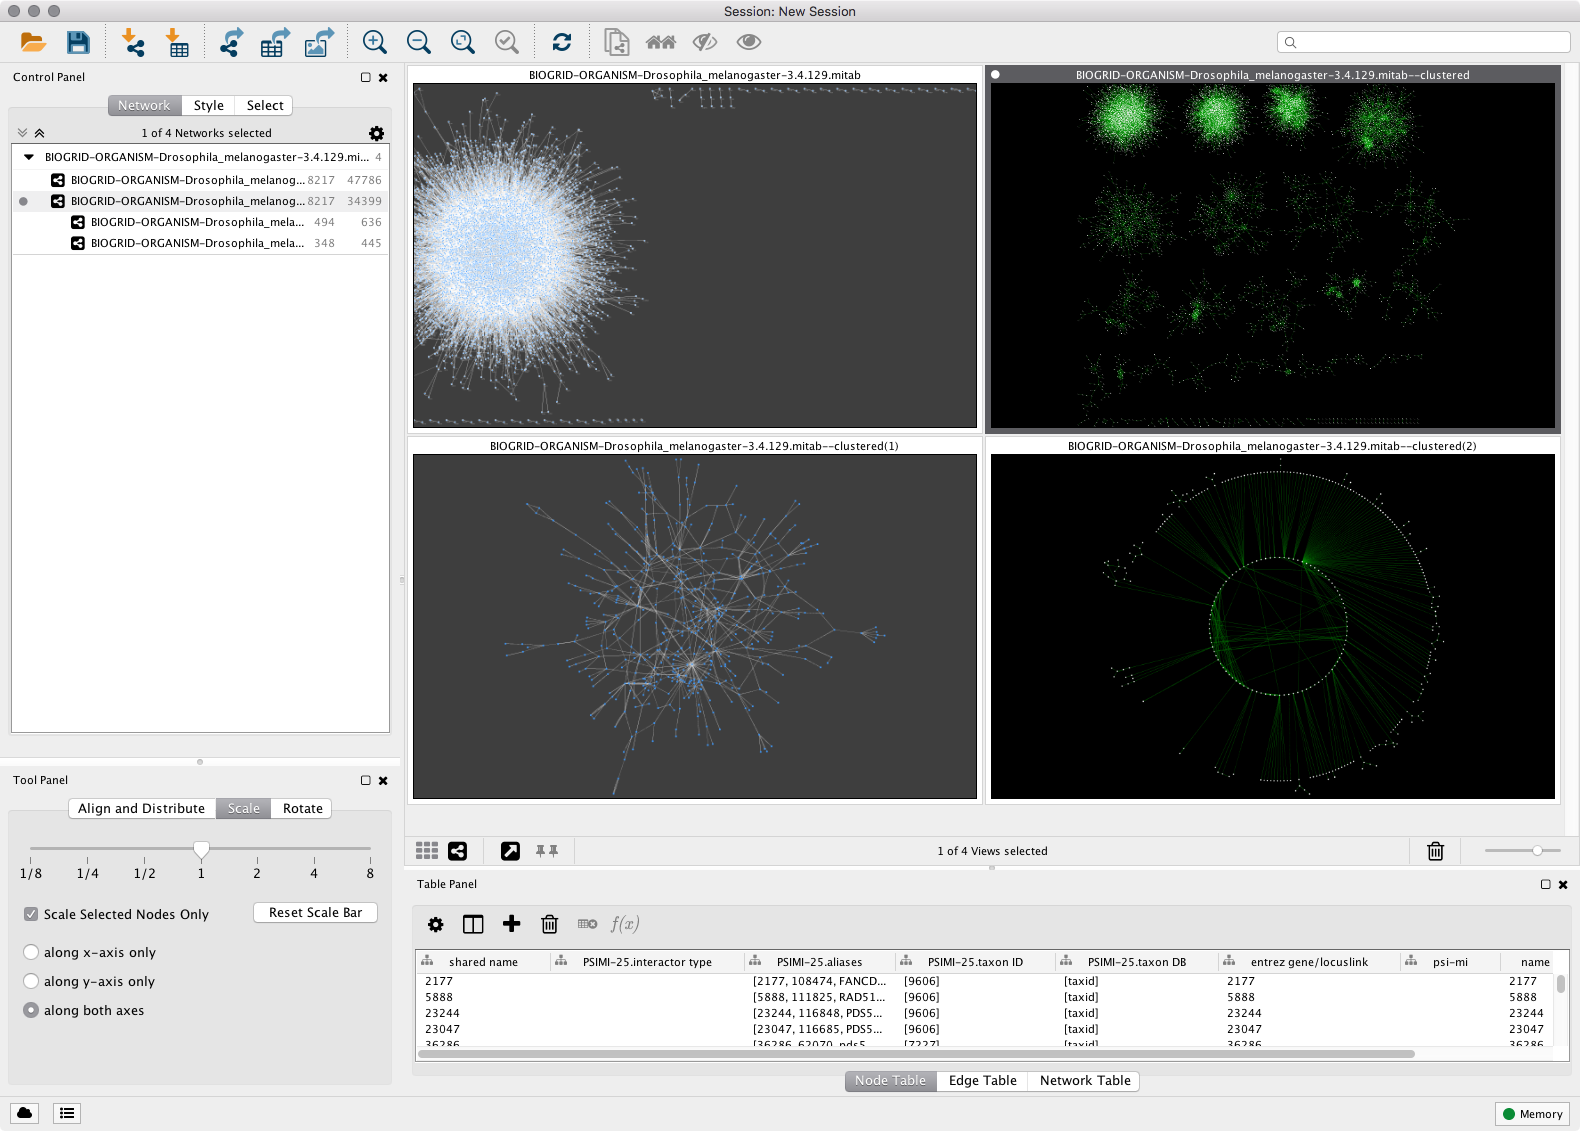 Session: New Session
Control Panel
Network Style Select
1 of 4 Networks selected
BIOGRID-ORGANISM-Drosophila_melanogaster-3.4.129.mi... 4
BIOGRID-ORGANISM-Drosophila_melanog... 8217 47786
BIOGRID-ORGANISM-Drosophila_melanog... 8217 34399
BIOGRID-ORGANISM-Drosophila_mela... 494 636
BIOGRID-ORGANISM-Drosophila_mela... 348 445
BIOGRID-ORGANISM-Drosophila_melanogaster-3.4.129.mitab
BIOGRID-ORGANISM-Drosophila_melanogaster-3.4.129.mitab--clustered
BIOGRID-ORGANISM-Drosophila_melanogaster-3.4.129.mitab--clustered(1)
BIOGRID-ORGANISM-Drosophila_melanogaster-3.4.129.mitab--clustered(2)
Tool Panel
Align and Distribute Scale Rotate
1/8 1/4 1/2 1 2 4 8
Scale Selected Nodes Only Reset Scale Bar
along x-axis only
along y-axis only
along both axes
1 of 4 Views selected
Table Panel
f(x)
shared name PSIMI-25.interactor type PSIMI-25.aliases PSIMI-25.taxon ID PSIMI-25.taxon DB entrez gene/locuslink psi-mi name
2177 [2177, 108474, FANCD... [9606] [taxid] 2177 2177
5888 [5888, 111825, RAD51... [9606] [taxid] 5888 5888
23244 [23244, 116848, PDS5... [9606] [taxid] 23244 23244
23047 [23047, 116685, PDS5... [9606] [taxid] 23047 23047
36286 [36286, 62070, pds5... [7227] [taxid] 36286 36286
Node Table Edge Table Network Table
Memory